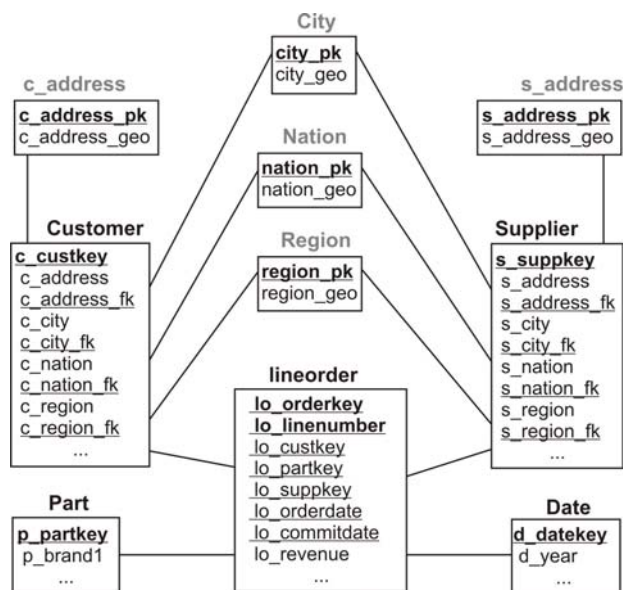 City
city_pk
city_geo
c_address
c_address_pk
c_address_geo
s_address
s_address_pk
s_address_geo
Nation
nation_pk
nation_geo
Region
region_pk
region_geo
Customer
c_custkey
c_address
c_address_fk
c_city
c_city_fk
c_nation
c_nation_fk
c_region
c_region_fk
...
Supplier
s_suppkey
s_address
s_address_fk
s_city
s_city_fk
s_nation
s_nation_fk
s_region
s_region_fk
...
lineorder
lo_orderkey
lo_linenumber
lo_custkey
lo_partkey
lo_suppkey
lo_orderdate
lo_commitdate
lo_revenue
...
Part
p_partkey
p_brand1
...
Date
d_datekey
d_year
...